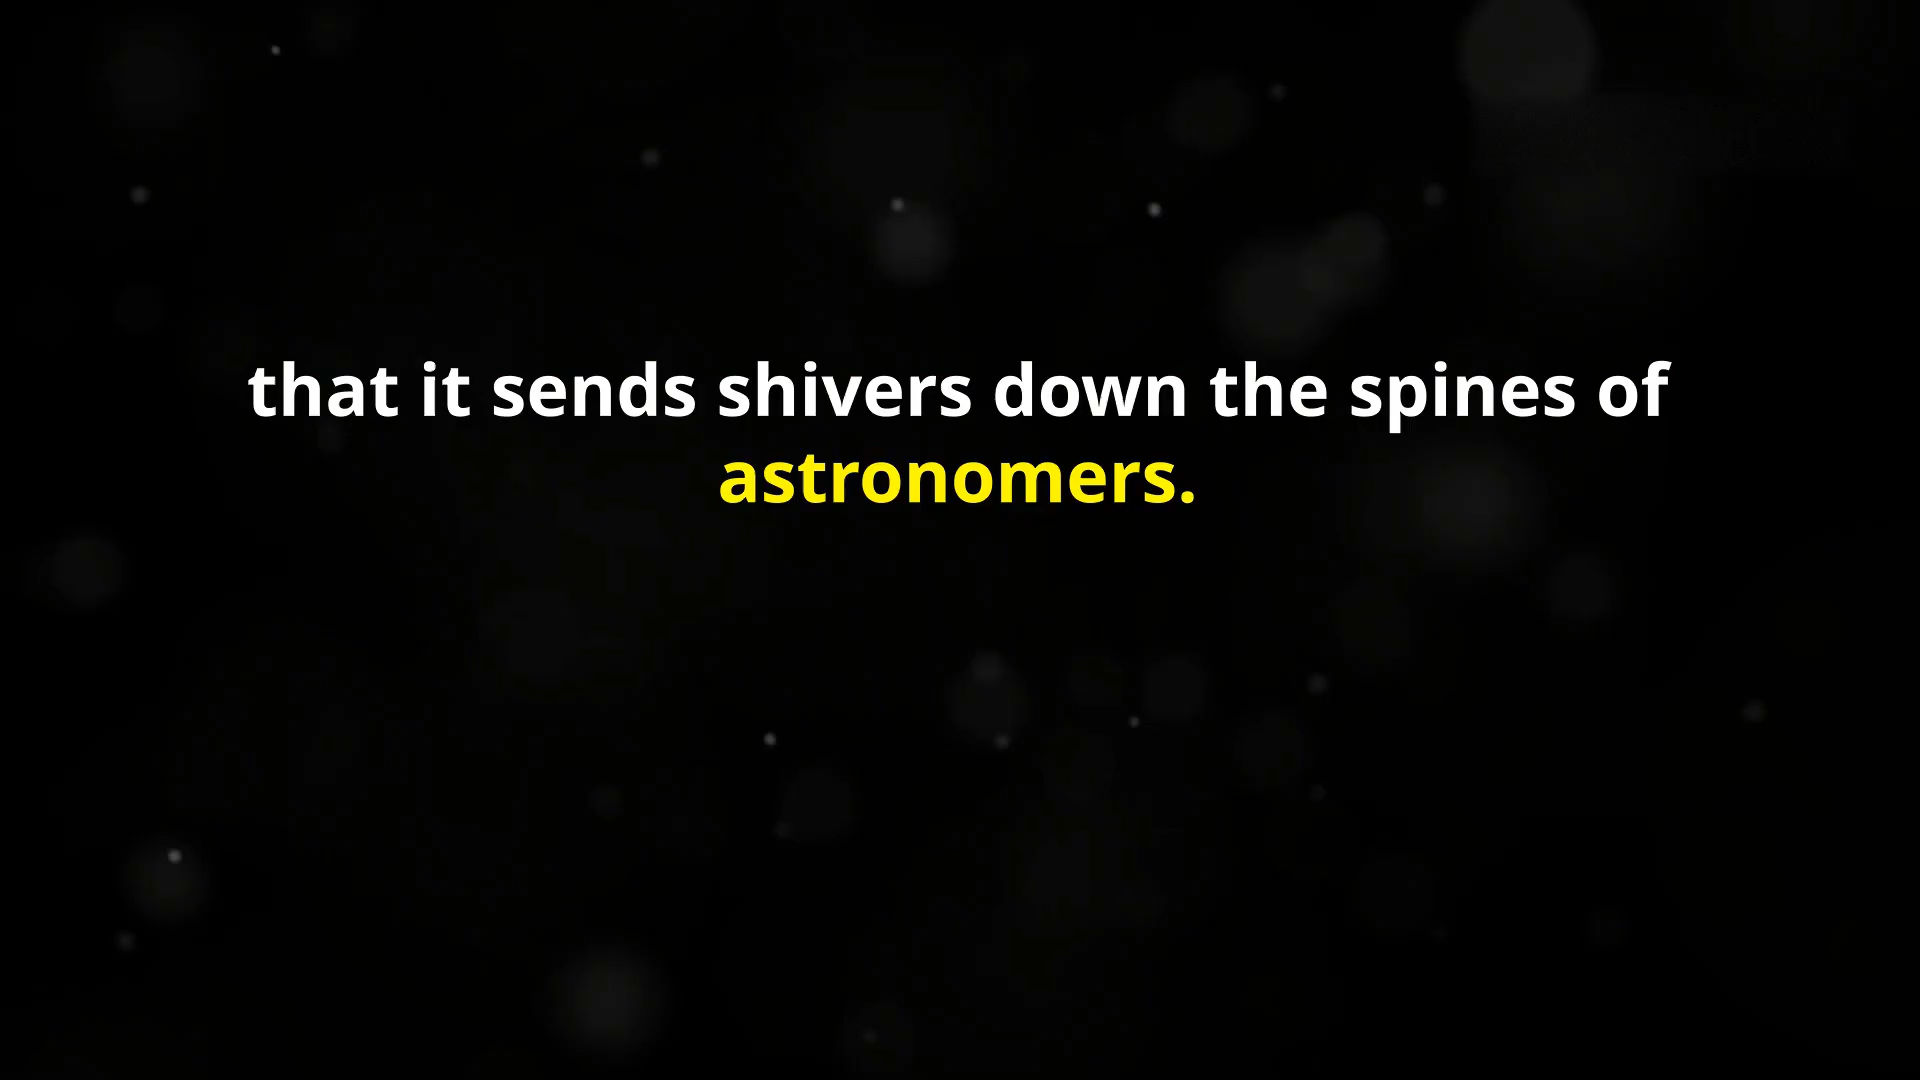 that it sends shivers down the spines of
astronomers.